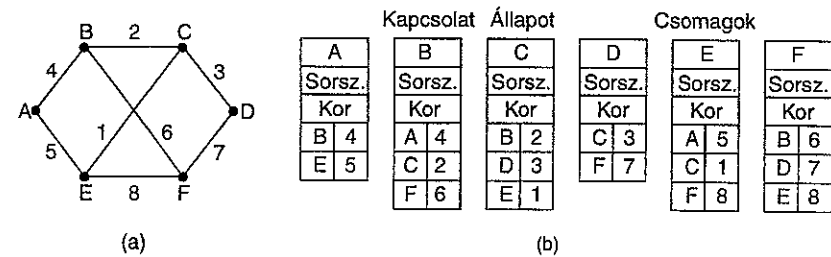 B 2 C
4 3
A 1 6 D
5 7
E 8 F
(a)
Kapcsolat Állapot Csomagok
A B C D E F
Sorsz. Sorsz. Sorsz. Sorsz. Sorsz. Sorsz.
Kor Kor Kor Kor Kor Kor
B 4 A 4 B 2 C 3 A 5 B 6
E 5 C 2 D 3 F 7 C 1 D 7
F 6 E 1 F 8 E 8
(b)